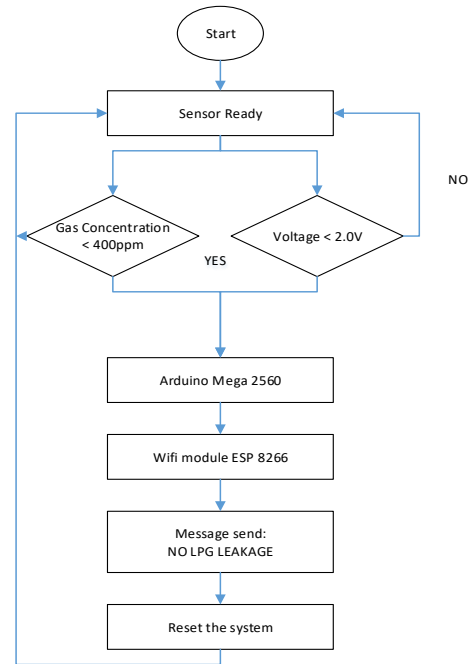 Start
Sensor Ready
NO
Gas Concentration
< 400ppm
Voltage < 2.0V
YES
Arduino Mega 2560
Wifi module ESP 8266
Message send:
NO LPG LEAKAGE
Reset the system